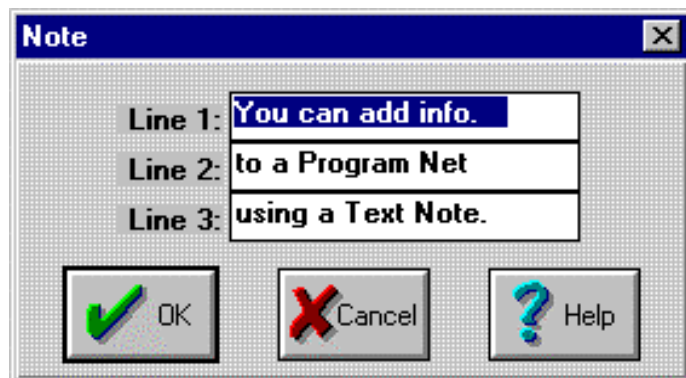 Note
Line 1: You can add info.
Line 2: to a Program Net
Line 3: using a Text Note.
OK Cancel Help